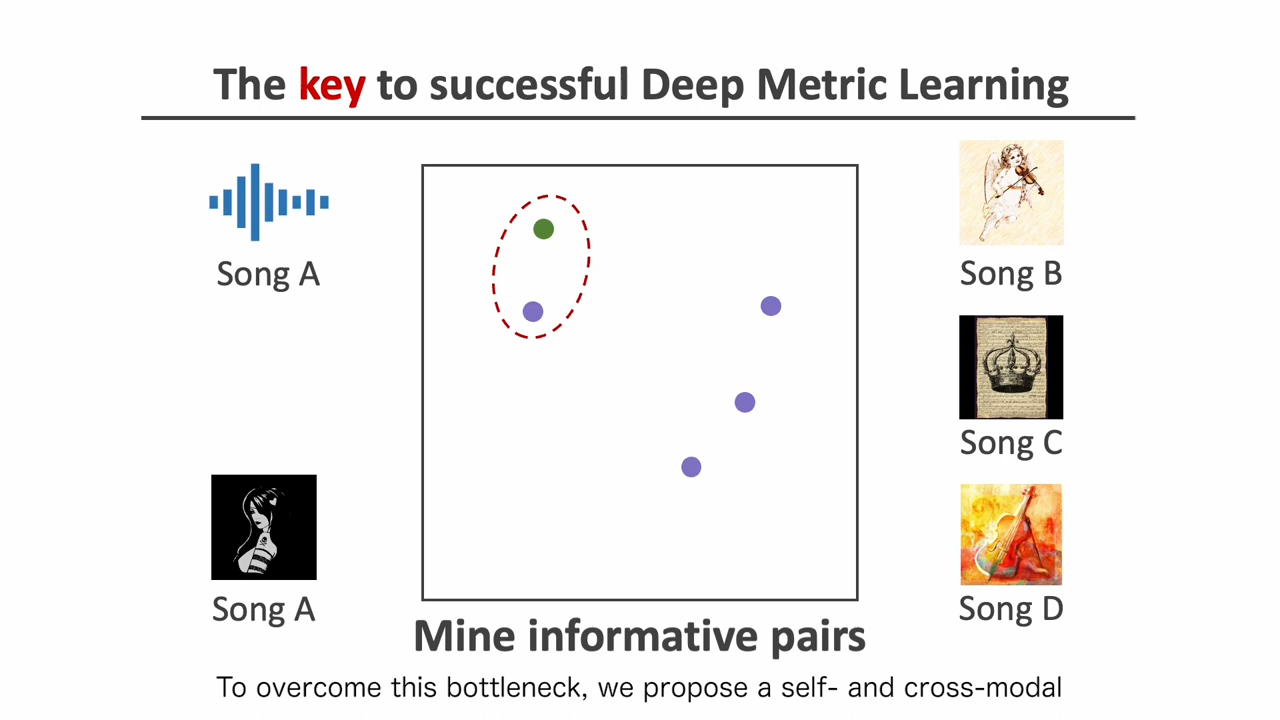 The key to successful Deep Metric Learning
Song A
Song B
Song C
Song A
Song D
Mine informative pairs
To overcome this bottleneck, we propose a self- and cross-modal